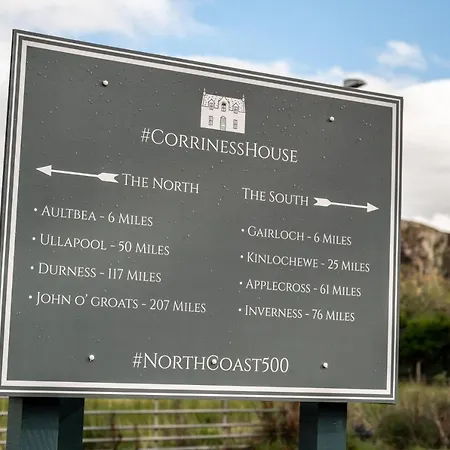 #CorrinessHouse
The North
• Aultbea - 6 Miles
• Ullapool - 50 Miles
• Durness - 117 Miles
• John o' groats - 207 Miles
The South
• Gairloch - 6 Miles
• Kinlochewe - 25 Miles
• Applecross - 61 Miles
• Inverness - 76 Miles
#NorthCoast500